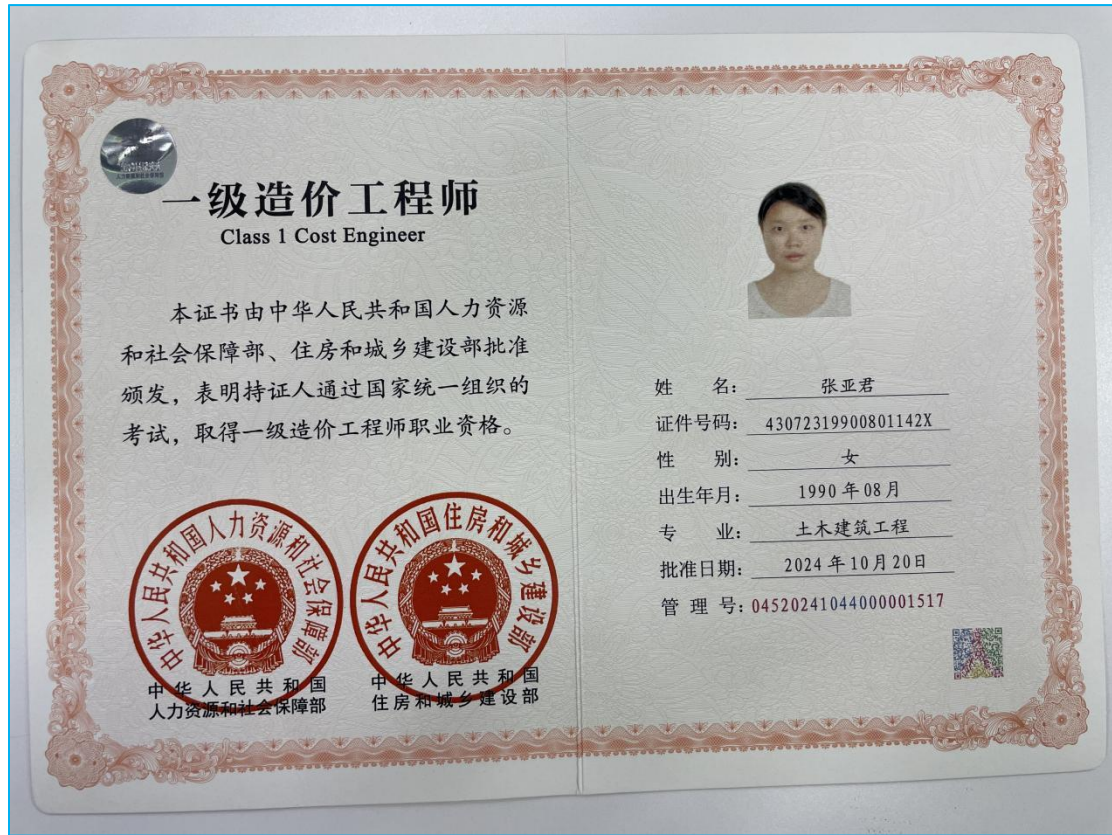 一级造价工程师
Class 1 Cost Engineer
本证书由中华人民共和国人力资源
和社会保障部、住房和城乡建设部批准
颁发，表明持证人通过国家统一组织的
考试，取得一级造价工程师职业资格。
中华人民共和国人力资源和社会保障部
中华人民共和国住房和城乡建设部
中华人民共和国
人力资源和社会保障部
中华人民共和国
住房和城乡建设部
姓 名： 张亚君
证件号码： 43072319900801142X
性 别： 女
出生年月： 1990年08月
专 业： 土木建筑工程
批准日期： 2024年10月20日
管 理 号： 04520241044000001517